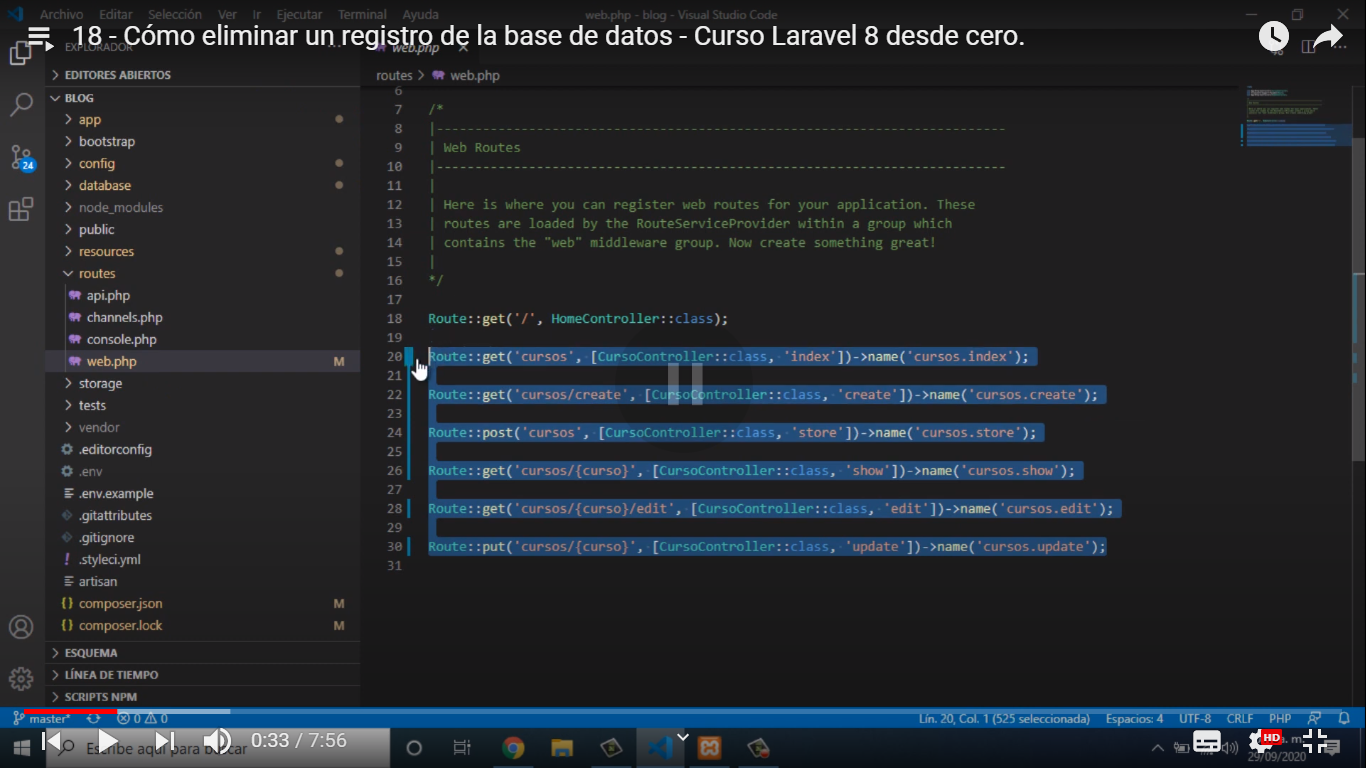 Archivo Editar Selección Ver Ir Ejecutar Terminal Ayuda
web.php - blog - Visual Studio Code
18 - Cómo eliminar un registro de la base de datos - Curso Laravel 8 desde cero.
EXPLORADOR
web.php
EDITORES ABIERTOS
routes > web.php
BLOG
app
bootstrap
config
database
node_modules
public
resources
routes
api.php
channels.php
console.php
web.php M
storage
tests
vendor
.editorconfig
.env
.env.example
.gitattributes
.gitignore
.styleci.yml
artisan
composer.json M
composer.lock M
ESQUEMA
LÍNEA DE TIEMPO
SCRIPTS NPM
24
6
7 /*
8 |--------------------------------------------------------------------------
9 | Web Routes
10 |--------------------------------------------------------------------------
11 |
12 | Here is where you can register web routes for your application. These
13 | routes are loaded by the RouteServiceProvider within a group which
14 | contains the "web" middleware group. Now create something great!
15 |
16 */
17
18 Route::get('/', HomeController::class);
19
20 Route::get('cursos', [CursoController::class, 'index'])->name('cursos.index');
21
22 Route::get('cursos/create', [CursoController::class, 'create'])->name('cursos.create');
23
24 Route::post('cursos', [CursoController::class, 'store'])->name('cursos.store');
25
26 Route::get('cursos/{curso}', [CursoController::class, 'show'])->name('cursos.show');
27
28 Route::get('cursos/{curso}/edit', [CursoController::class, 'edit'])->name('cursos.edit');
29
30 Route::put('cursos/{curso}', [CursoController::class, 'update'])->name('cursos.update');
31
master* 0 0 Lín. 20, Col. 1 (525 seleccionada) Espacios: 4 UTF-8 CRLF PHP
Escribe aquí para buscar
0:33 / 7:56
HD
29/09/2020